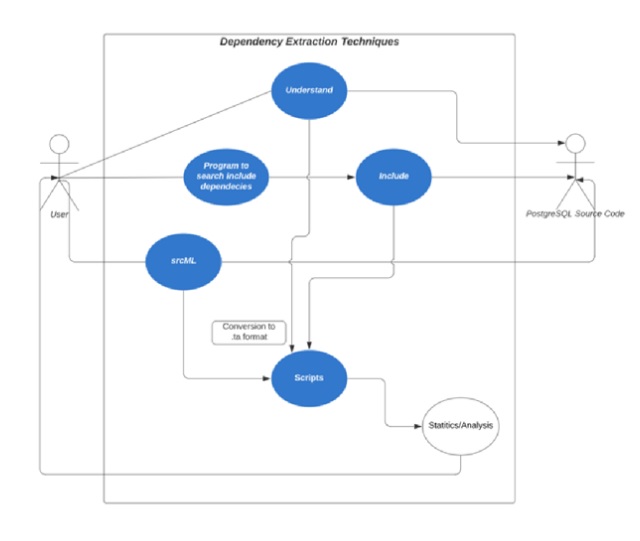 Dependency Extraction Techniques
Understand
Program to
search include
dependecies
Include
User
PostgreSQL Source Code
srcML
Conversion to
.ta format
Scripts
Statitics/Analysis